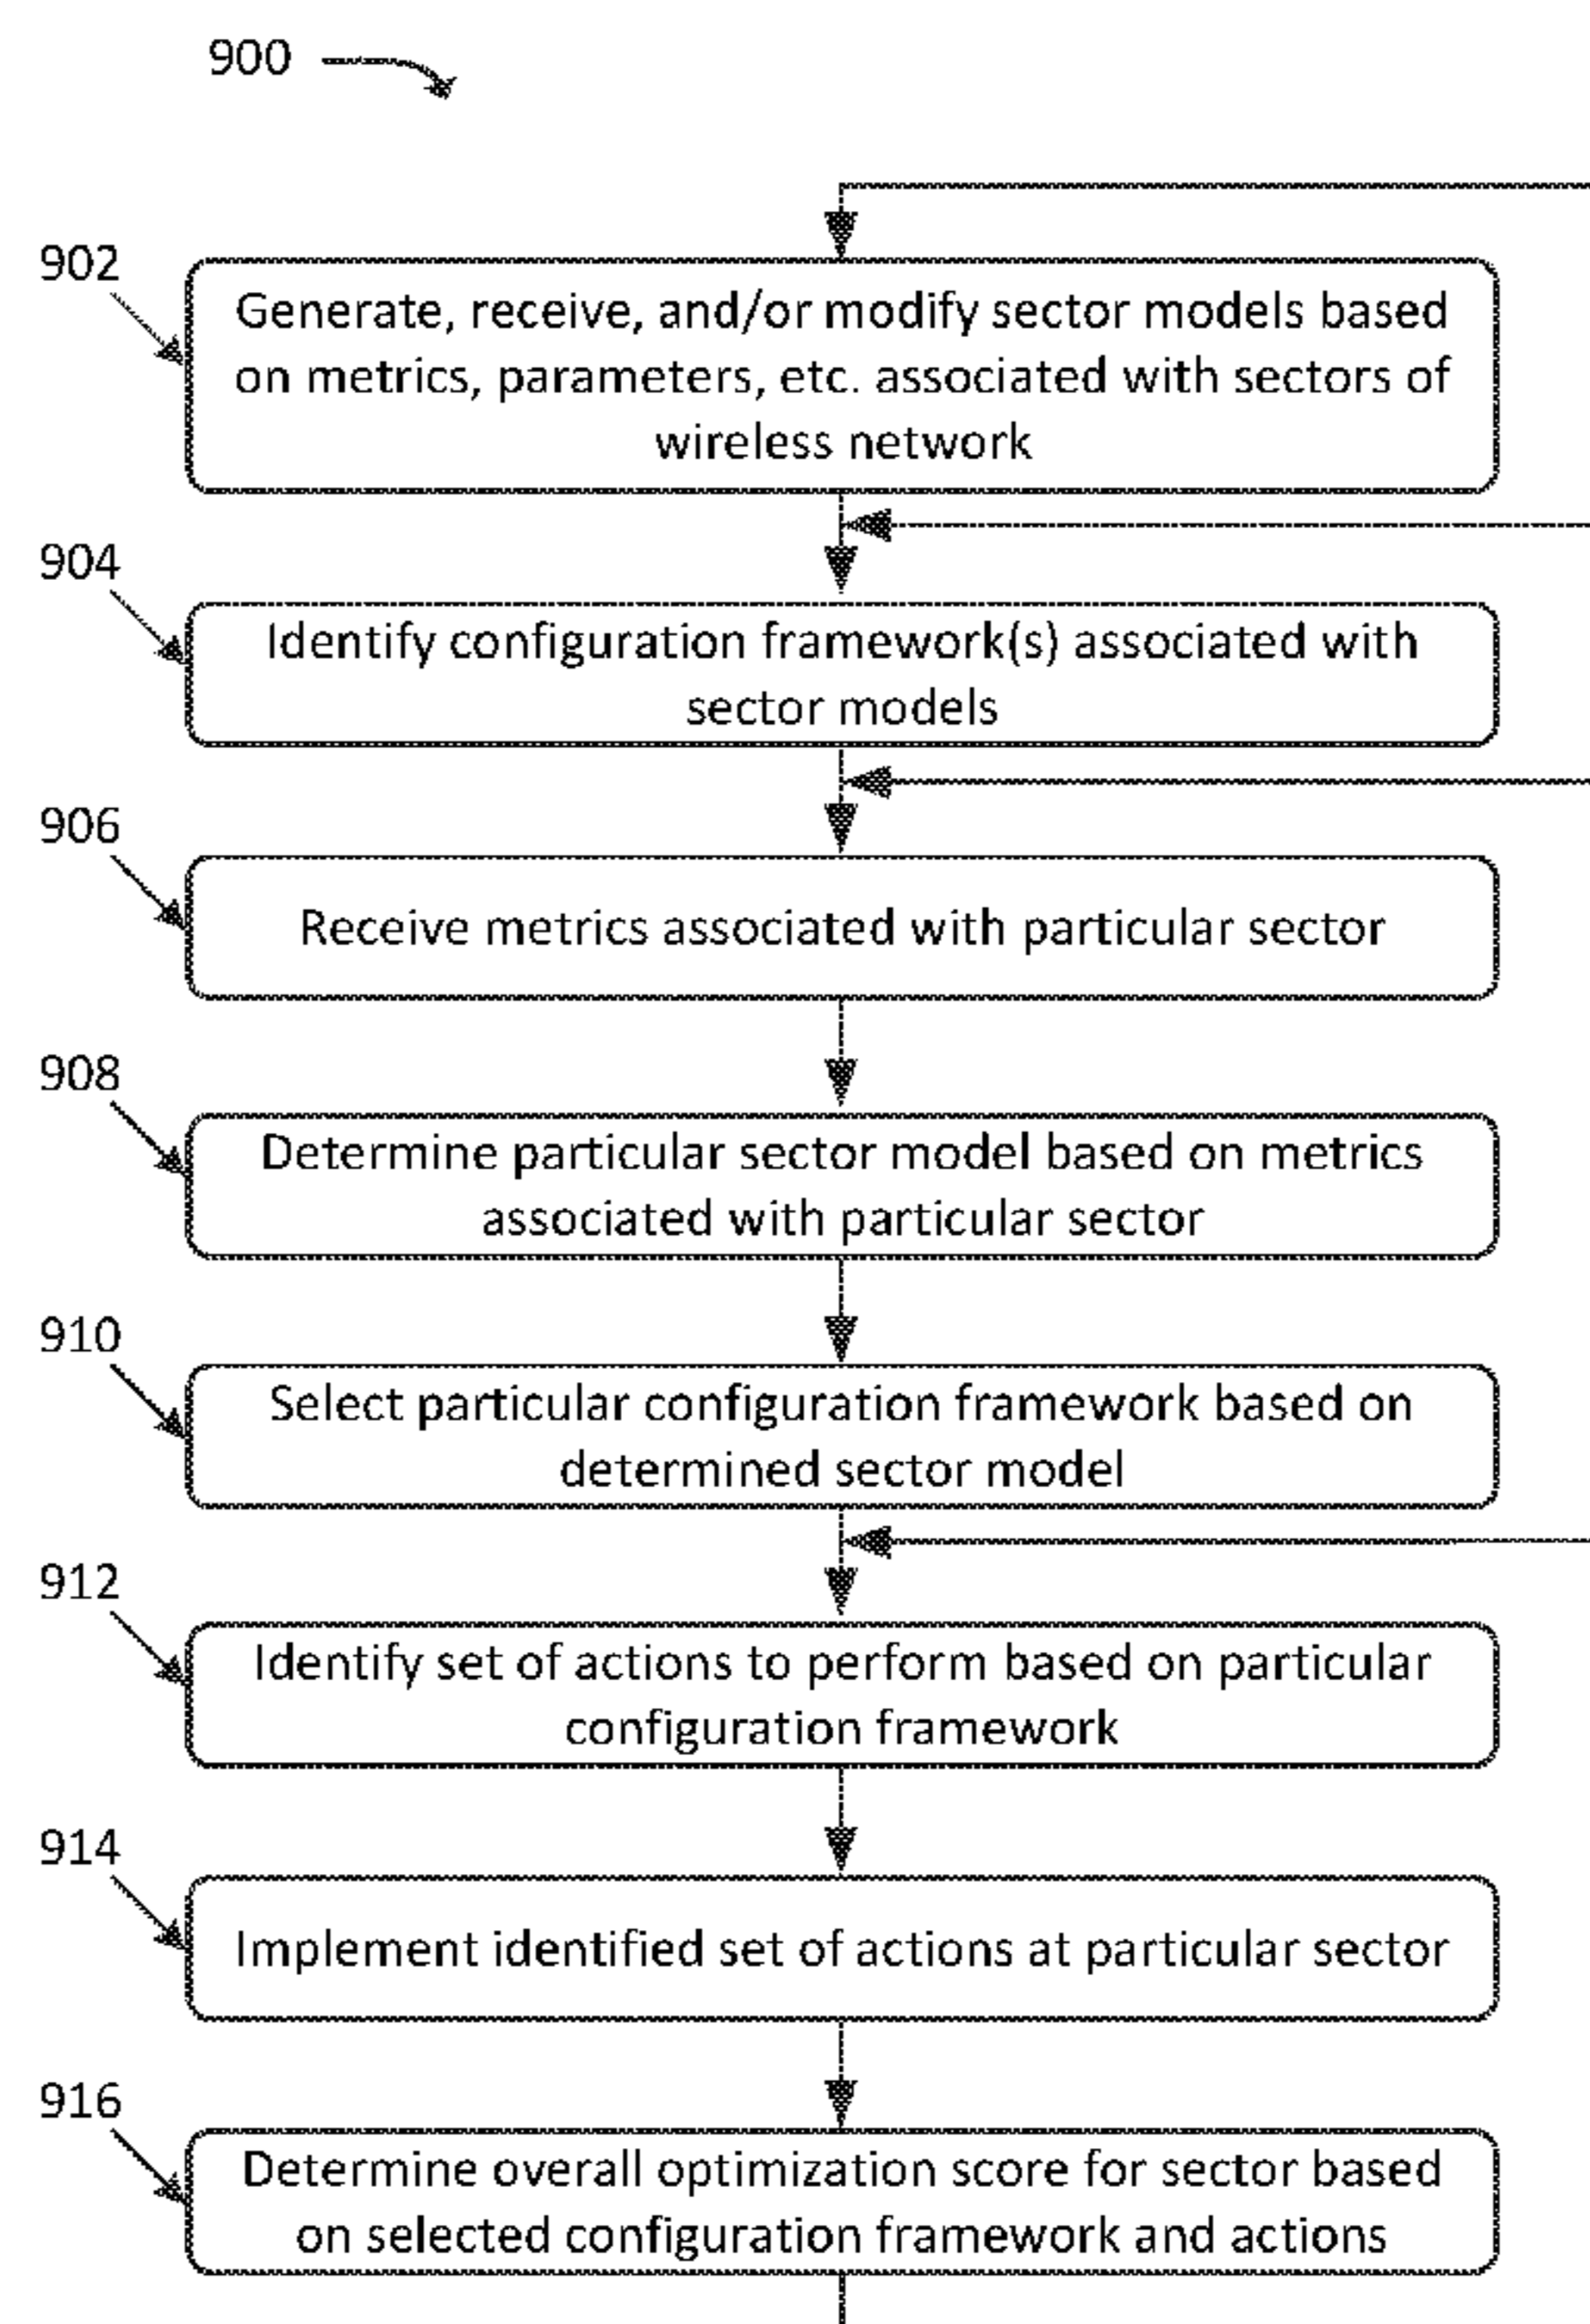 900
902
Generate, receive, and/or modify sector models based
on metrics, parameters, etc. associated with sectors of
wireless network
904
Identify configuration framework(s) associated with
sector models
906
Receive metrics associated with particular sector
908
Determine particular sector model based on metrics
associated with particular sector
910
Select particular configuration framework based on
determined sector model
912
Identify set of actions to perform based on particular
configuration framework
914
Implement identified set of actions at particular sector
916
Determine overall optimization score for sector based
on selected configuration framework and actions